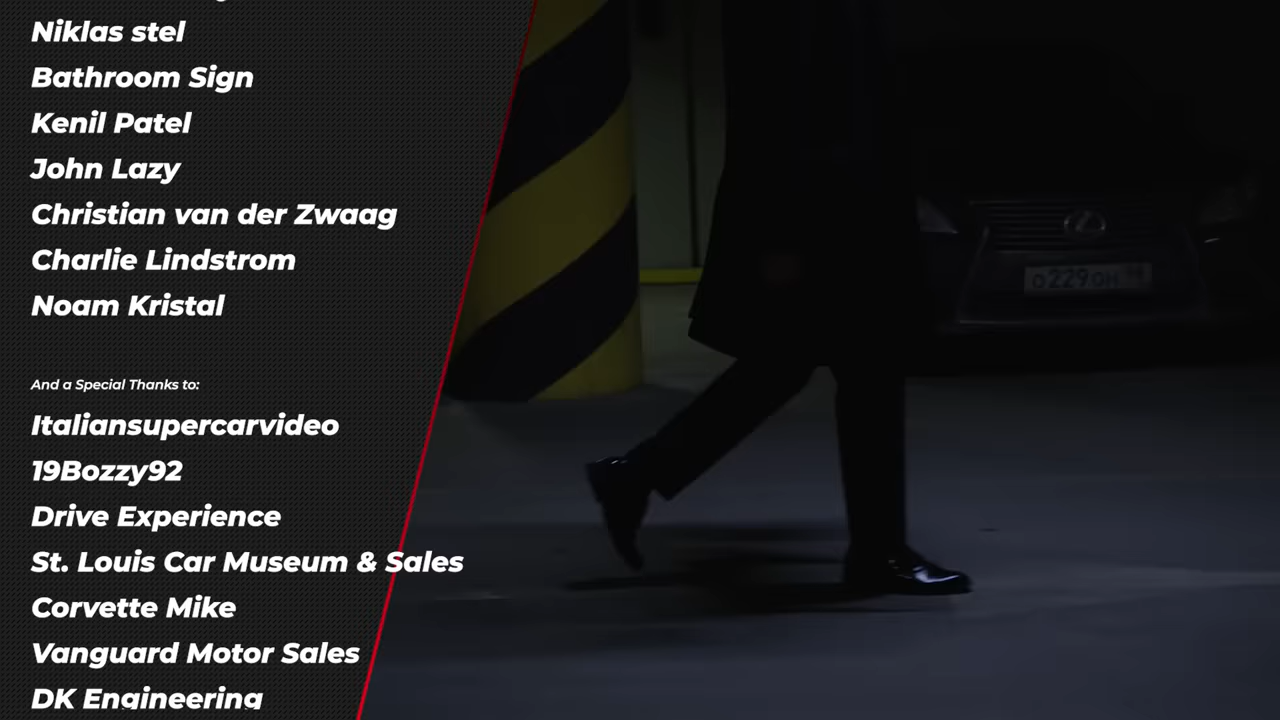 Niklas stel
Bathroom Sign
Kenil Patel
John Lazy
Christian van der Zwaag
Charlie Lindstrom
Noam Kristal
And a Special Thanks to:
Italiansupercarvideo
19Bozzy92
Drive Experience
St. Louis Car Museum & Sales
Corvette Mike
Vanguard Motor Sales
DK Engineering
О229ОН